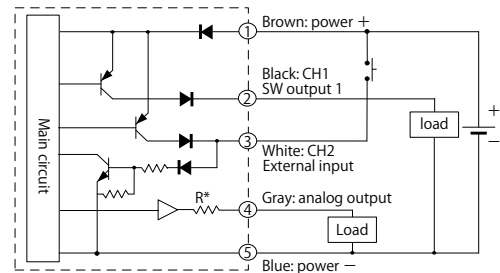 Main circuit
1
Brown: power +
Black: CH1
2
SW output 1
3
White: CH2
External input
R*
4
Gray: analog output
5
Blue: power −
load
Load
+
−